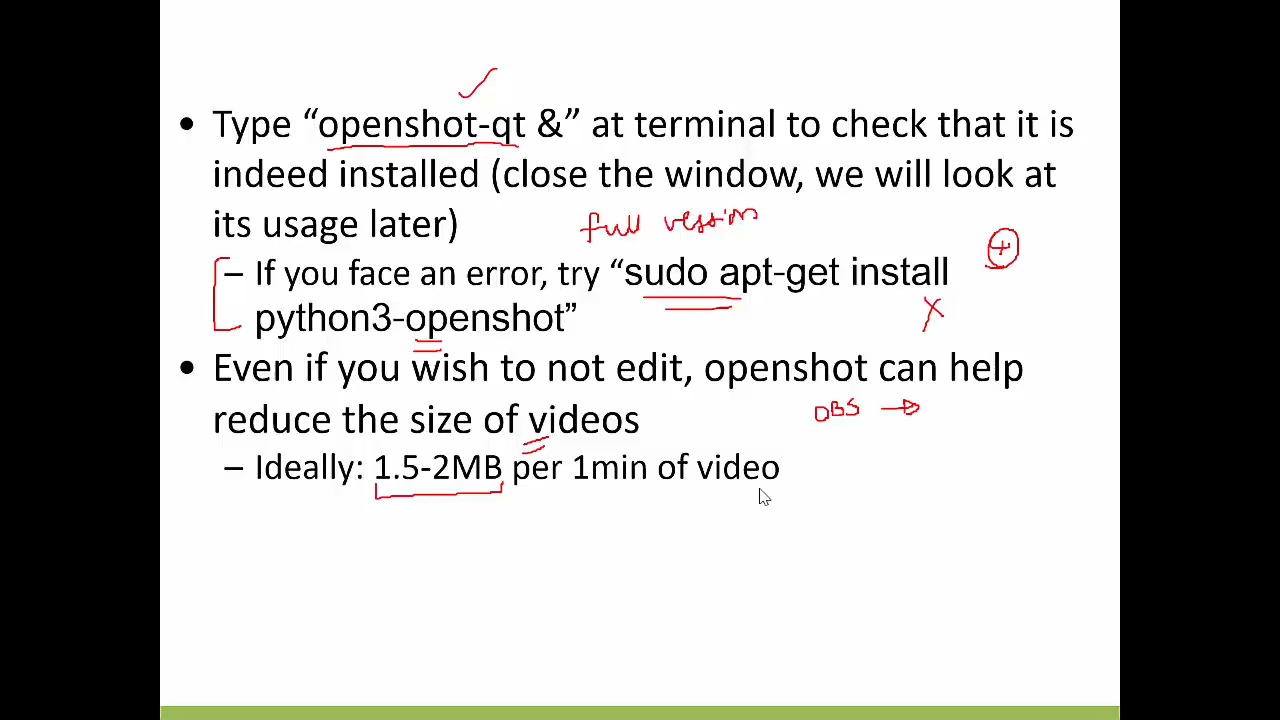 • Type “openshot-qt &” at terminal to check that it is
indeed installed (close the window, we will look at
its usage later)
full version
– If you face an error, try “sudo apt-get install
python3-openshot”
• Even if you wish to not edit, openshot can help
reduce the size of videos
OBS →
– Ideally: 1.5-2MB per 1min of video